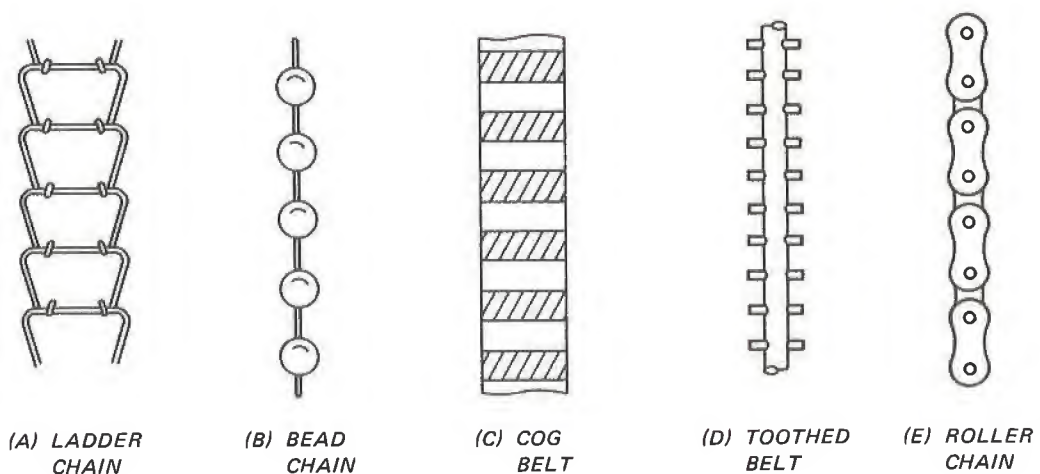 (A) LADDER
CHAIN
(B) BEAD
CHAIN
(C) COG
BELT
(D) TOOTHED
BELT
(E) ROLLER
CHAIN